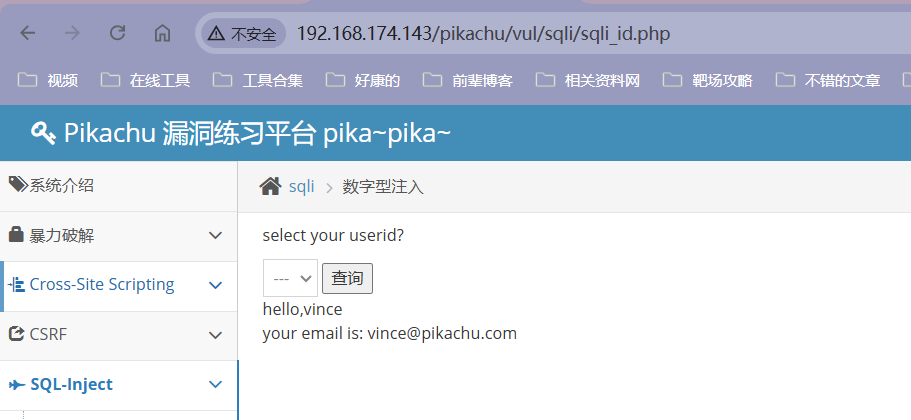 不安全 192.168.174.143/pikachu/vul/sqli/sqli_id.php
视频 在线工具 工具合集 好康的 前辈博客 相关资料网 靶场攻略 不错的文章
Pikachu 漏洞练习平台 pika~pika~
系统介绍
sqli > 数字型注入
暴力破解
select your userid?
Cross-Site Scripting
--- 查询
hello,vince
CSRF
your email is: vince@pikachu.com
SQL-Inject